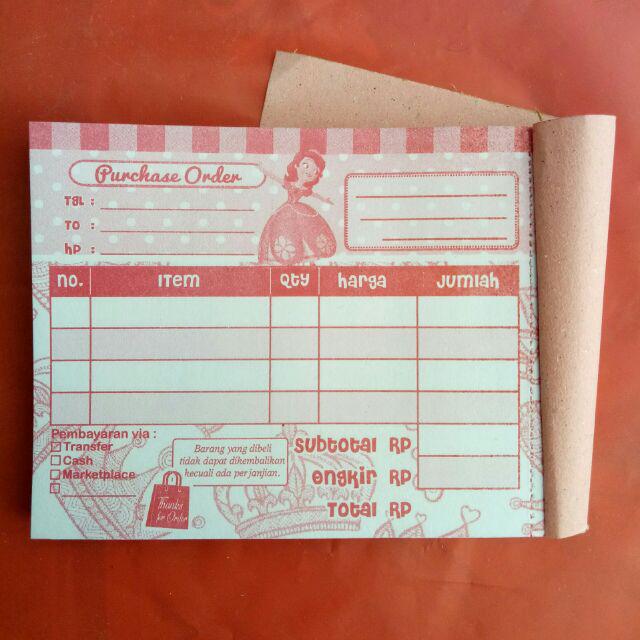 Purchase Order
TGL :
TO :
HP :
NO. ITEM QTY HARGA JUMLAH
Pembayaran via :
Transfer
Cash
Marketplace
Barang yang dibeli
tidak dapat dikembalikan
kecuali ada perjanjian.
Thanks
for Order
SUBTOTAL RP
ONGKIR RP
TOTAL RP